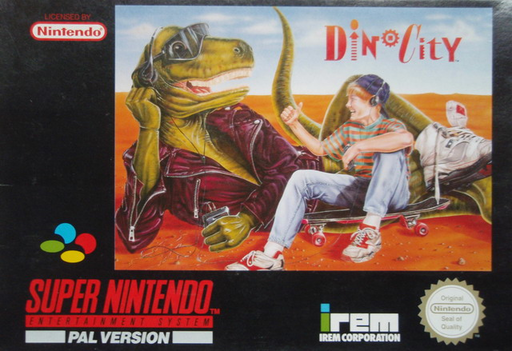 LICENSED BY
Nintendo
DinoCity
SUPER NINTENDO
ENTERTAINMENT SYSTEM
PAL VERSION
irem
IREM CORPORATION
Original
Nintendo
Seal of
Quality